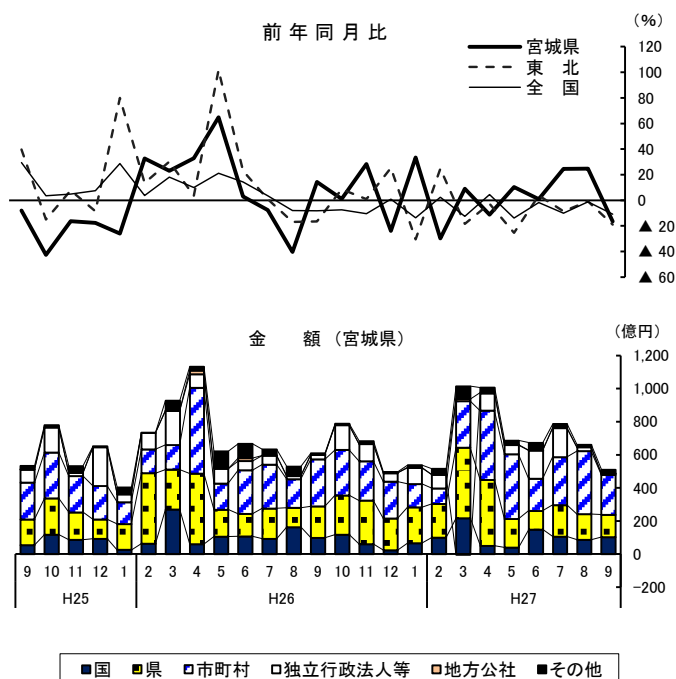 前年同月比
（%）
宮城県
東　北
全　国
120
100
80
60
40
20
0
▲ 20
▲ 40
▲ 60
金　　額（宮城県）
（億円）
1,200
1,000
800
600
400
200
0
−200
9 10 11 12 1 2 3 4 5 6 7 8 9 10 11 12 1 2 3 4 5 6 7 8 9
H25 H26 H27
国 県 市町村 独立行政法人等 地方公社 その他